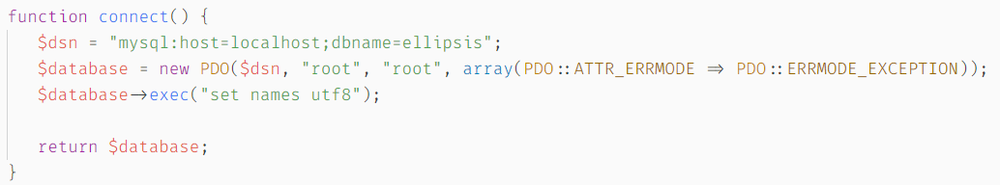 function connect() {
$dsn = "mysql:host=localhost;dbname=ellipsis";
$database = new PDO($dsn, "root", "root", array(PDO::ATTR_ERRMODE => PDO::ERRMODE_EXCEPTION));
$database->exec("set names utf8");
return $database;
}